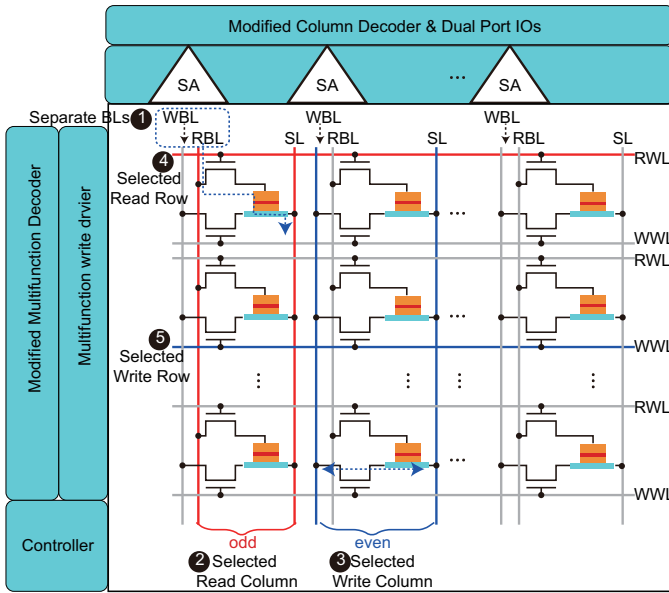 Modified Column Decoder & Dual Port IOs
SA
SA
...
SA
Separate BLs 1
WBL
WBL
WBL
RBL
SL
RBL
SL
RBL
SL
4
Selected
Read Row
RWL
...
WWL
RWL
...
5
Selected
Write Row
WWL
...
...
...
RWL
...
WWL
Modified Multifunction Decoder
Multifunction write drvier
Controller
odd
even
2 Selected
Read Column
3 Selected
Write Column